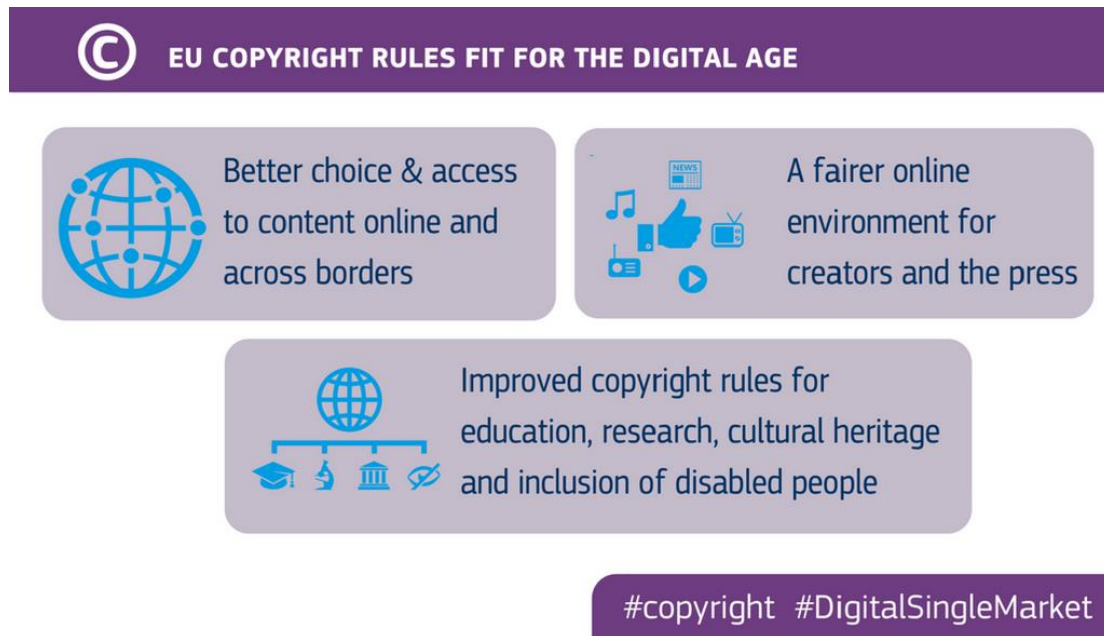 © EU COPYRIGHT RULES FIT FOR THE DIGITAL AGE
Better choice & access
to content online and
across borders
NEWS
A fairer online
environment for
creators and the press
Improved copyright rules for
education, research, cultural heritage
and inclusion of disabled people
#copyright #DigitalSingleMarket